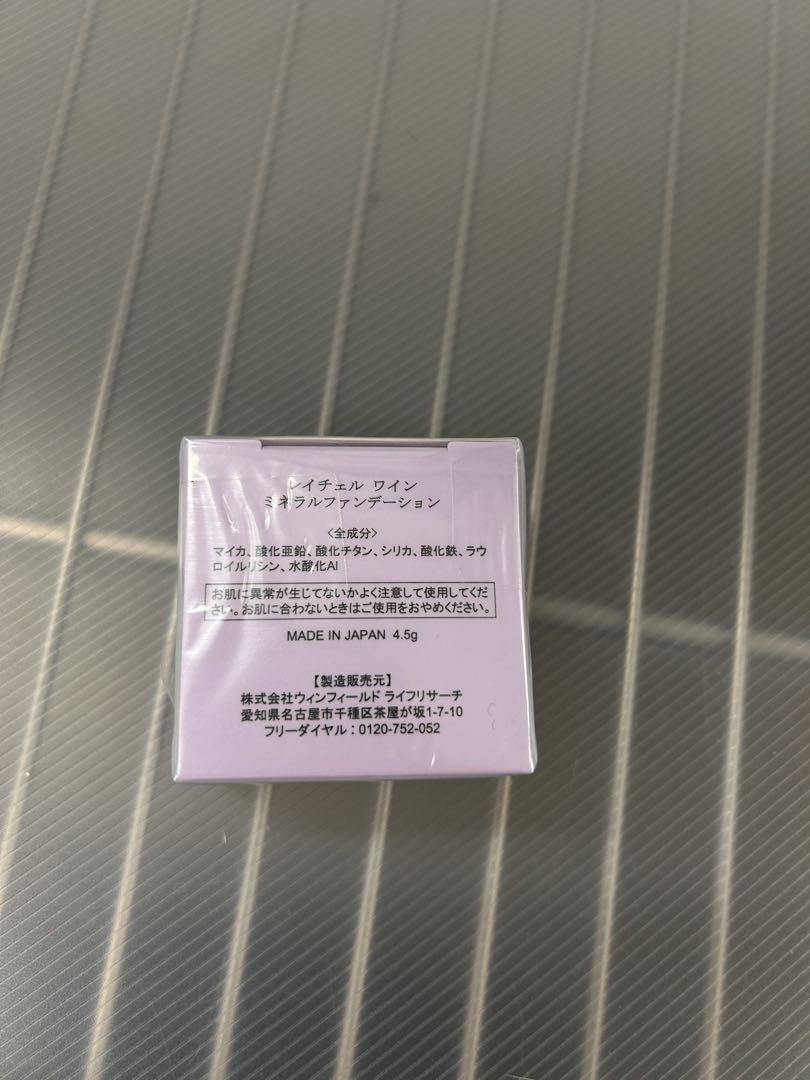 レイチェル ワイン
ミネラルファンデーション
〈全成分〉
マイカ、酸化亜鉛、酸化チタン、シリカ、酸化鉄、ラウ
ロイルリシン、水酸化Al
お肌に異常が生じてないかよく注意して使用してくだ
さい。お肌に合わないときはご使用をおやめください。
MADE IN JAPAN 4.5g
【製造販売元】
株式会社ウィンフィールド ライフリサーチ
愛知県名古屋市千種区茶屋が坂1-7-10
フリーダイヤル：0120-752-052